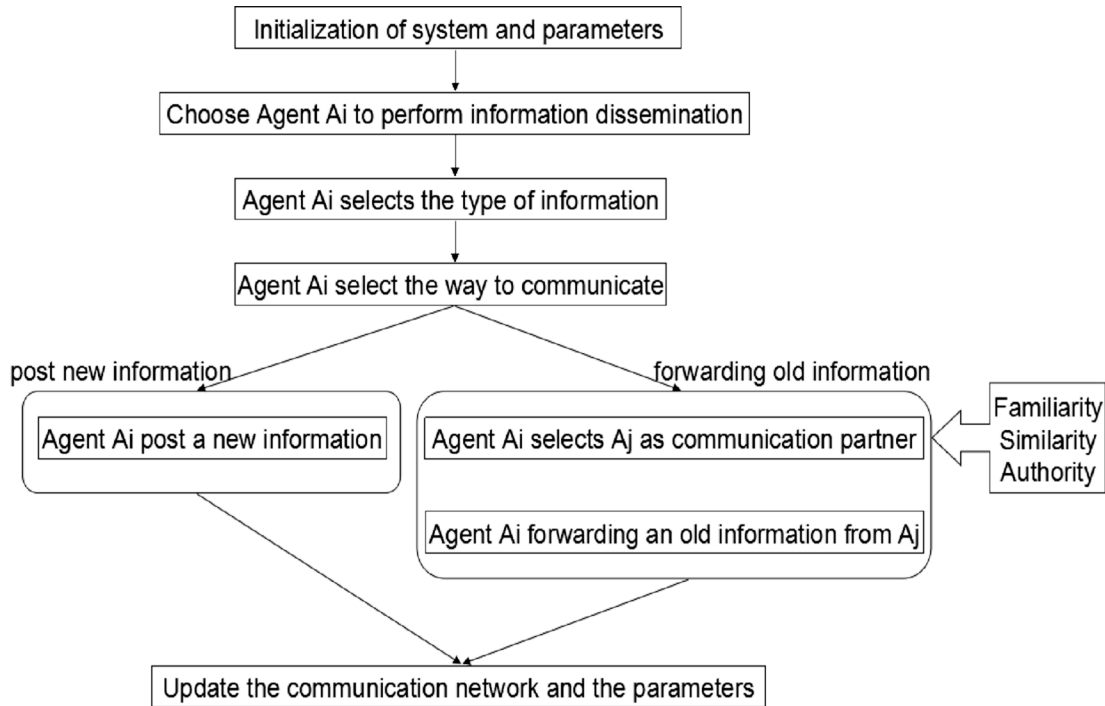 Initialization of system and parameters
Choose Agent Ai to perform information dissemination
Agent Ai selects the type of information
Agent Ai select the way to communicate
post new information
forwarding old information
Agent Ai post a new information
Agent Ai selects Aj as communication partner
Familiarity
Similarity
Authority
Agent Ai forwarding an old information from Aj
Update the communication network and the parameters